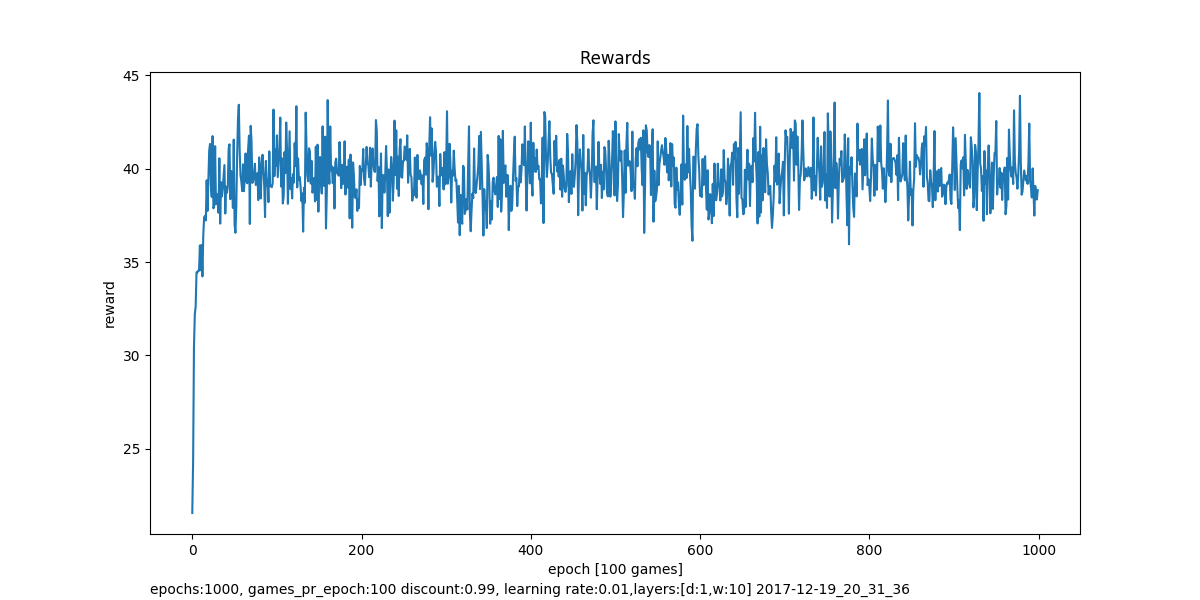 Rewards
45
40
35
30
25
reward
0 200 400 600 800 1000
epoch [100 games]
epochs:1000, games_pr_epoch:100 discount:0.99, learning rate:0.01,layers:[d:1,w:10] 2017-12-19_20_31_36